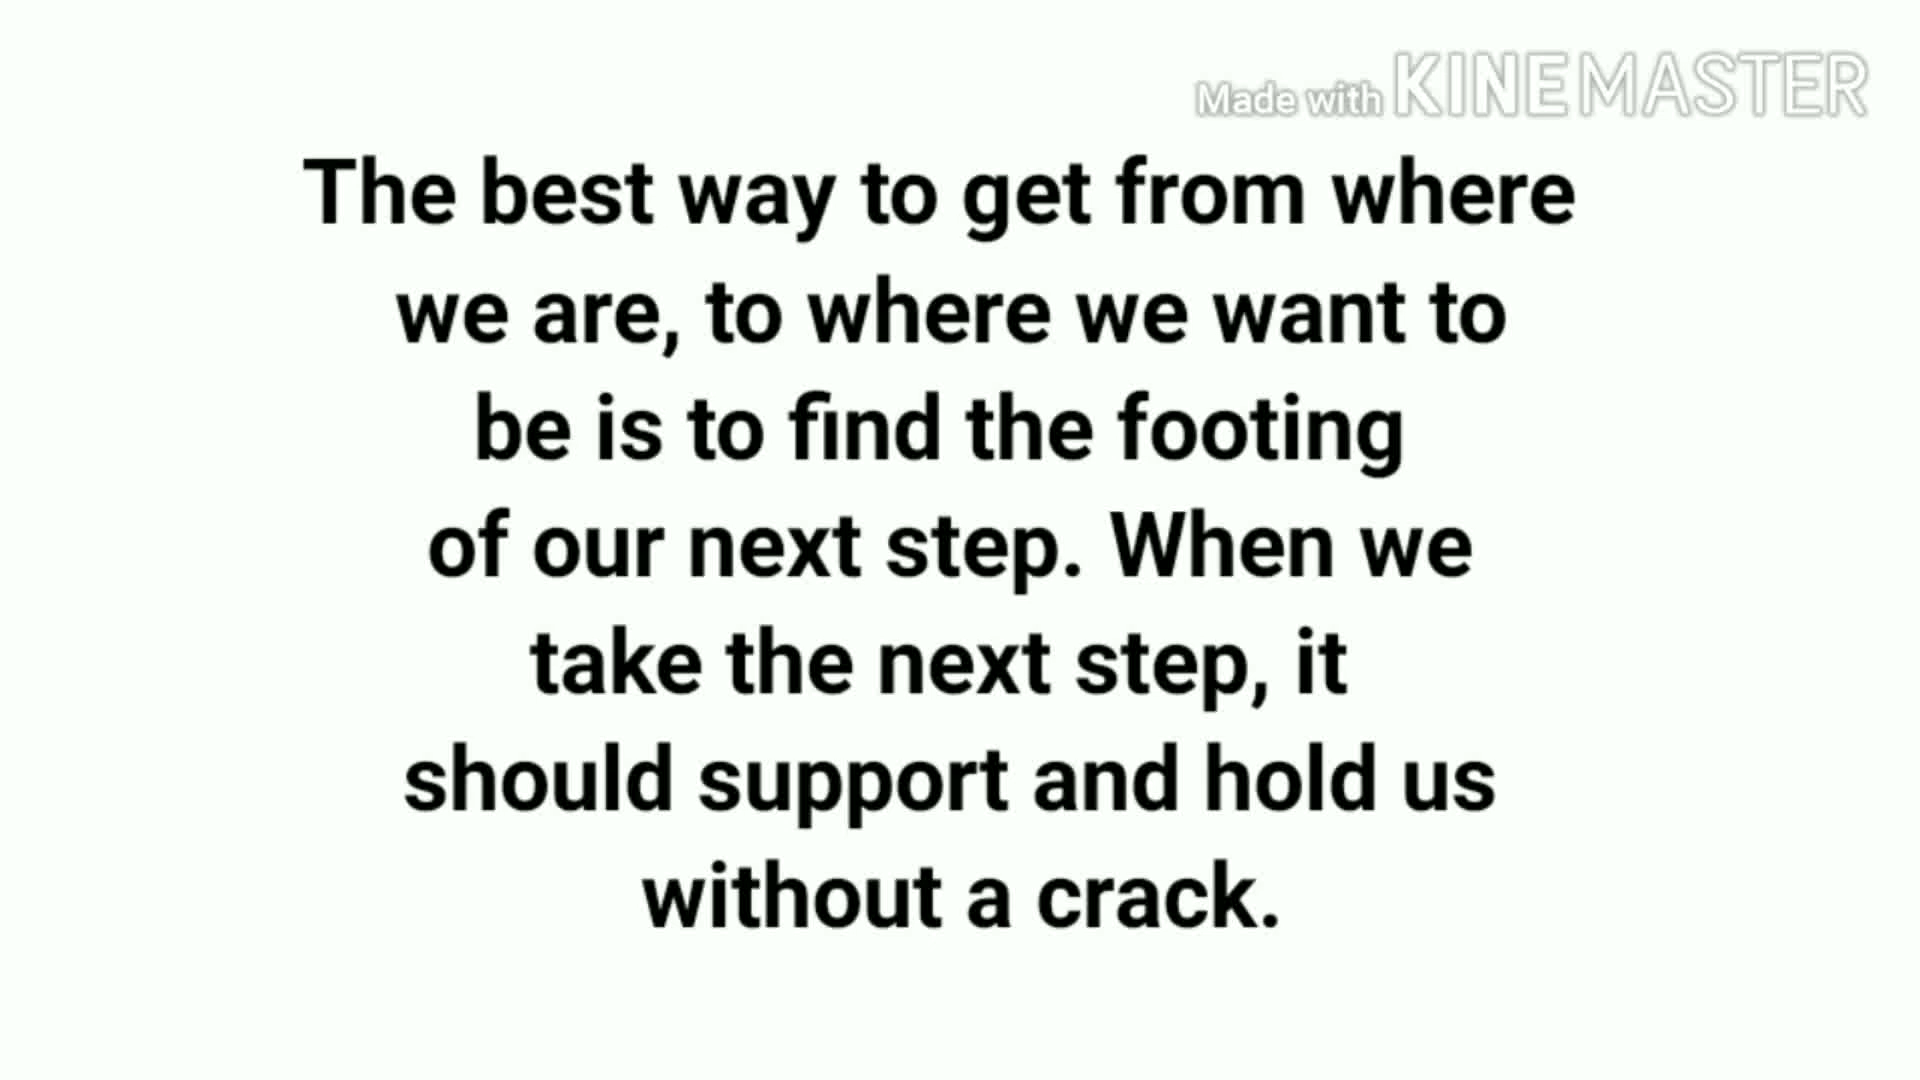 Made with KINEMASTER
The best way to get from where
we are, to where we want to
be is to find the footing
of our next step. When we
take the next step, it
should support and hold us
without a crack.